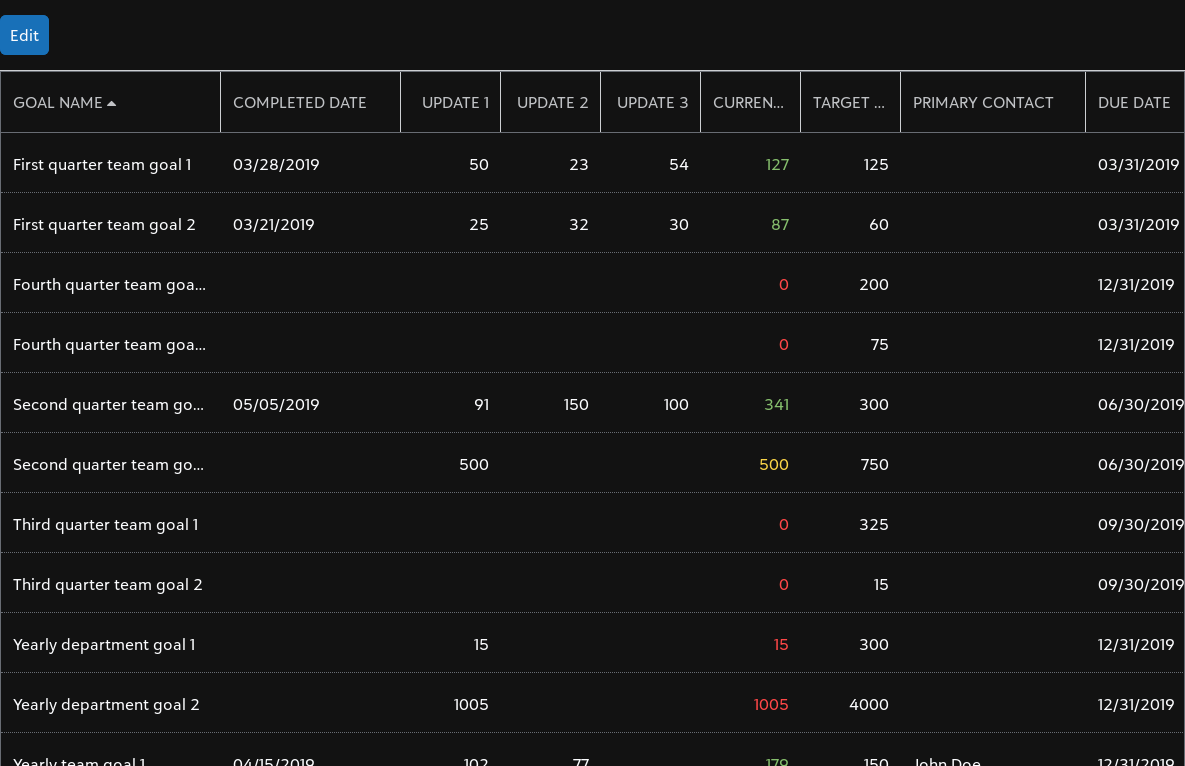 Edit
GOAL NAME COMPLETED DATE UPDATE 1 UPDATE 2 UPDATE 3 CURREN... TARGET ... PRIMARY CONTACT DUE DATE
First quarter team goal 1 03/28/2019 50 23 54 127 125 03/31/2019
First quarter team goal 2 03/21/2019 25 32 30 87 60 03/31/2019
Fourth quarter team goa... 0 200 12/31/2019
Fourth quarter team goa... 0 75 12/31/2019
Second quarter team go... 05/05/2019 91 150 100 341 300 06/30/2019
Second quarter team go... 500 500 750 06/30/2019
Third quarter team goal 1 0 325 09/30/2019
Third quarter team goal 2 0 15 09/30/2019
Yearly department goal 1 15 15 300 12/31/2019
Yearly department goal 2 1005 1005 4000 12/31/2019
Yearly team goal 1 04/15/2019 102 77 179 150 John Doe 12/31/2019